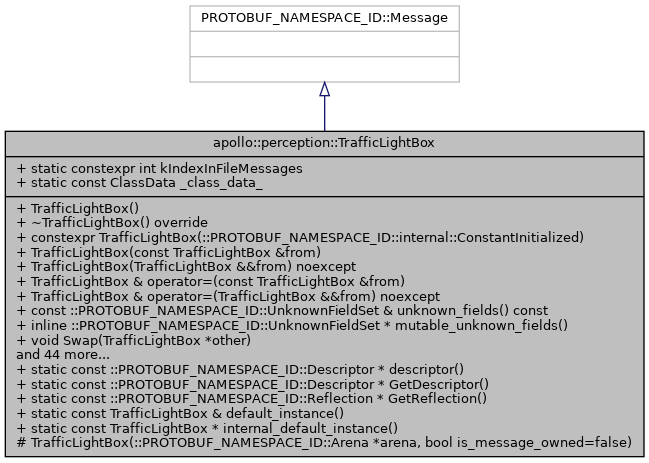 PROTOBUF_NAMESPACE_ID::Message
apollo::perception::TrafficLightBox
+ static constexpr int kIndexInFileMessages
+ static const ClassData _class_data_
+ TrafficLightBox()
+ ~TrafficLightBox() override
+ constexpr TrafficLightBox(::PROTOBUF_NAMESPACE_ID::internal::ConstantInitialized)
+ TrafficLightBox(const TrafficLightBox &from)
+ TrafficLightBox(TrafficLightBox &&from) noexcept
+ TrafficLightBox & operator=(const TrafficLightBox &from)
+ TrafficLightBox & operator=(TrafficLightBox &&from) noexcept
+ const ::PROTOBUF_NAMESPACE_ID::UnknownFieldSet & unknown_fields() const
+ inline ::PROTOBUF_NAMESPACE_ID::UnknownFieldSet * mutable_unknown_fields()
+ void Swap(TrafficLightBox *other)
and 44 more...
+ static const ::PROTOBUF_NAMESPACE_ID::Descriptor * descriptor()
+ static const ::PROTOBUF_NAMESPACE_ID::Descriptor * GetDescriptor()
+ static const ::PROTOBUF_NAMESPACE_ID::Reflection * GetReflection()
+ static const TrafficLightBox & default_instance()
+ static const TrafficLightBox * internal_default_instance()
# TrafficLightBox(::PROTOBUF_NAMESPACE_ID::Arena *arena, bool is_message_owned=false)